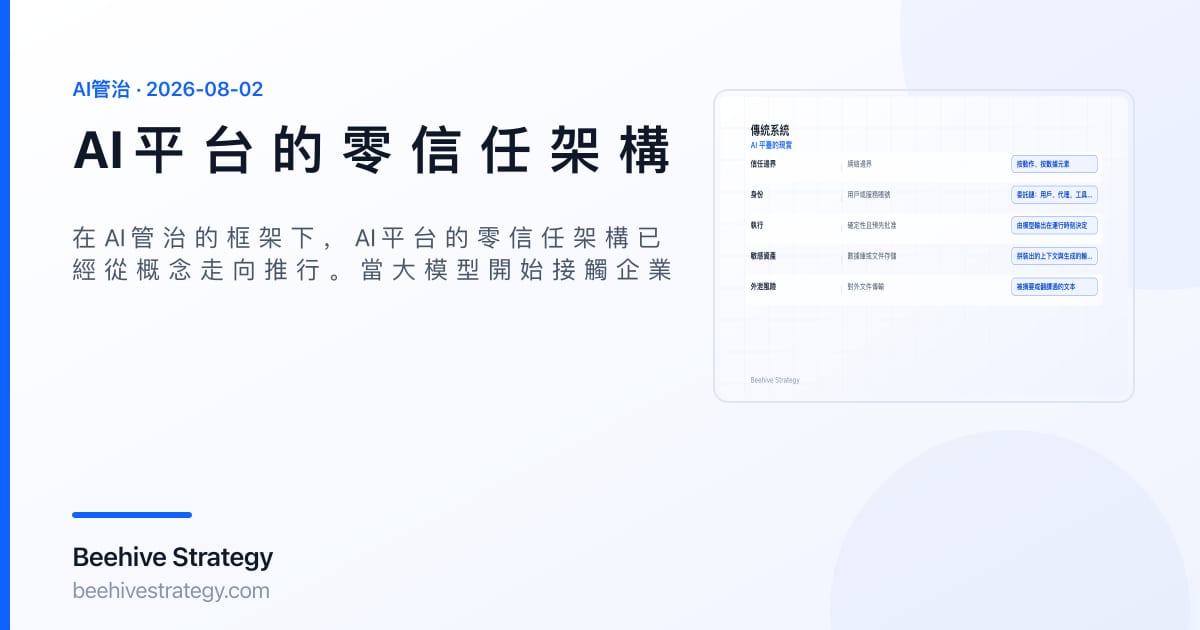 AI管治 · 2026-08-02
AI平台的零信任架構
在AI管治的框架下，AI平台的零信任架構已
經從概念走向推行。當大模型開始接觸企業
Beehive Strategy
beehivestrategy.com
傳統系統
AI 平臺的現實
信任邊界 網絡邊界 按動作、按數據元素
身份 用戶或服務賬號 委託鏈：用戶、代理、工具...
執行 確定性且預先批准 由模型輸出在運行時刻決定
敏感資產 數據庫或文件存儲 拼裝出的上下文與生成的輸...
外泄風險 對外文件傳輸 被摘要或翻譯過的文本
Beehive Strategy